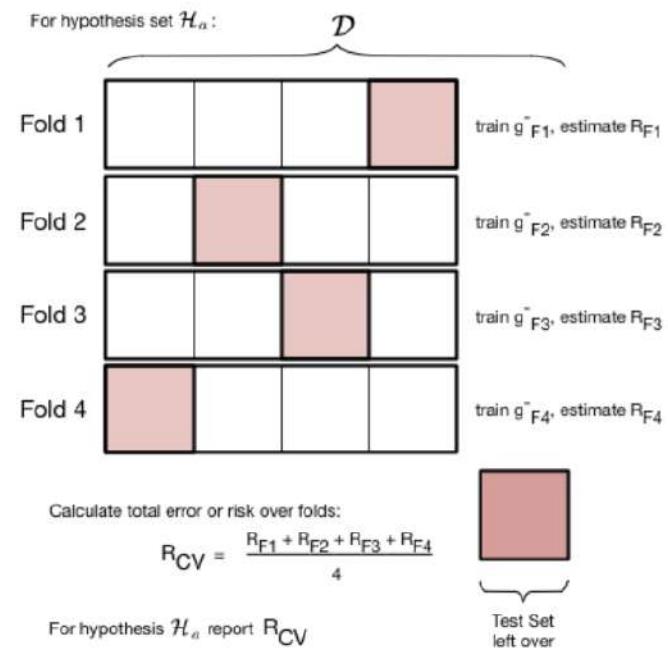 For hypothesis set ℋₐ:
𝒟
Fold 1
train g⁻F1, estimate RF1
Fold 2
train g⁻F2, estimate RF2
Fold 3
train g⁻F3, estimate RF3
Fold 4
train g⁻F4, estimate RF4
Calculate total error or risk over folds:
RCV = RF1 + RF2 + RF3 + RF4
4
For hypothesis ℋₐ report RCV
Test Set
left over